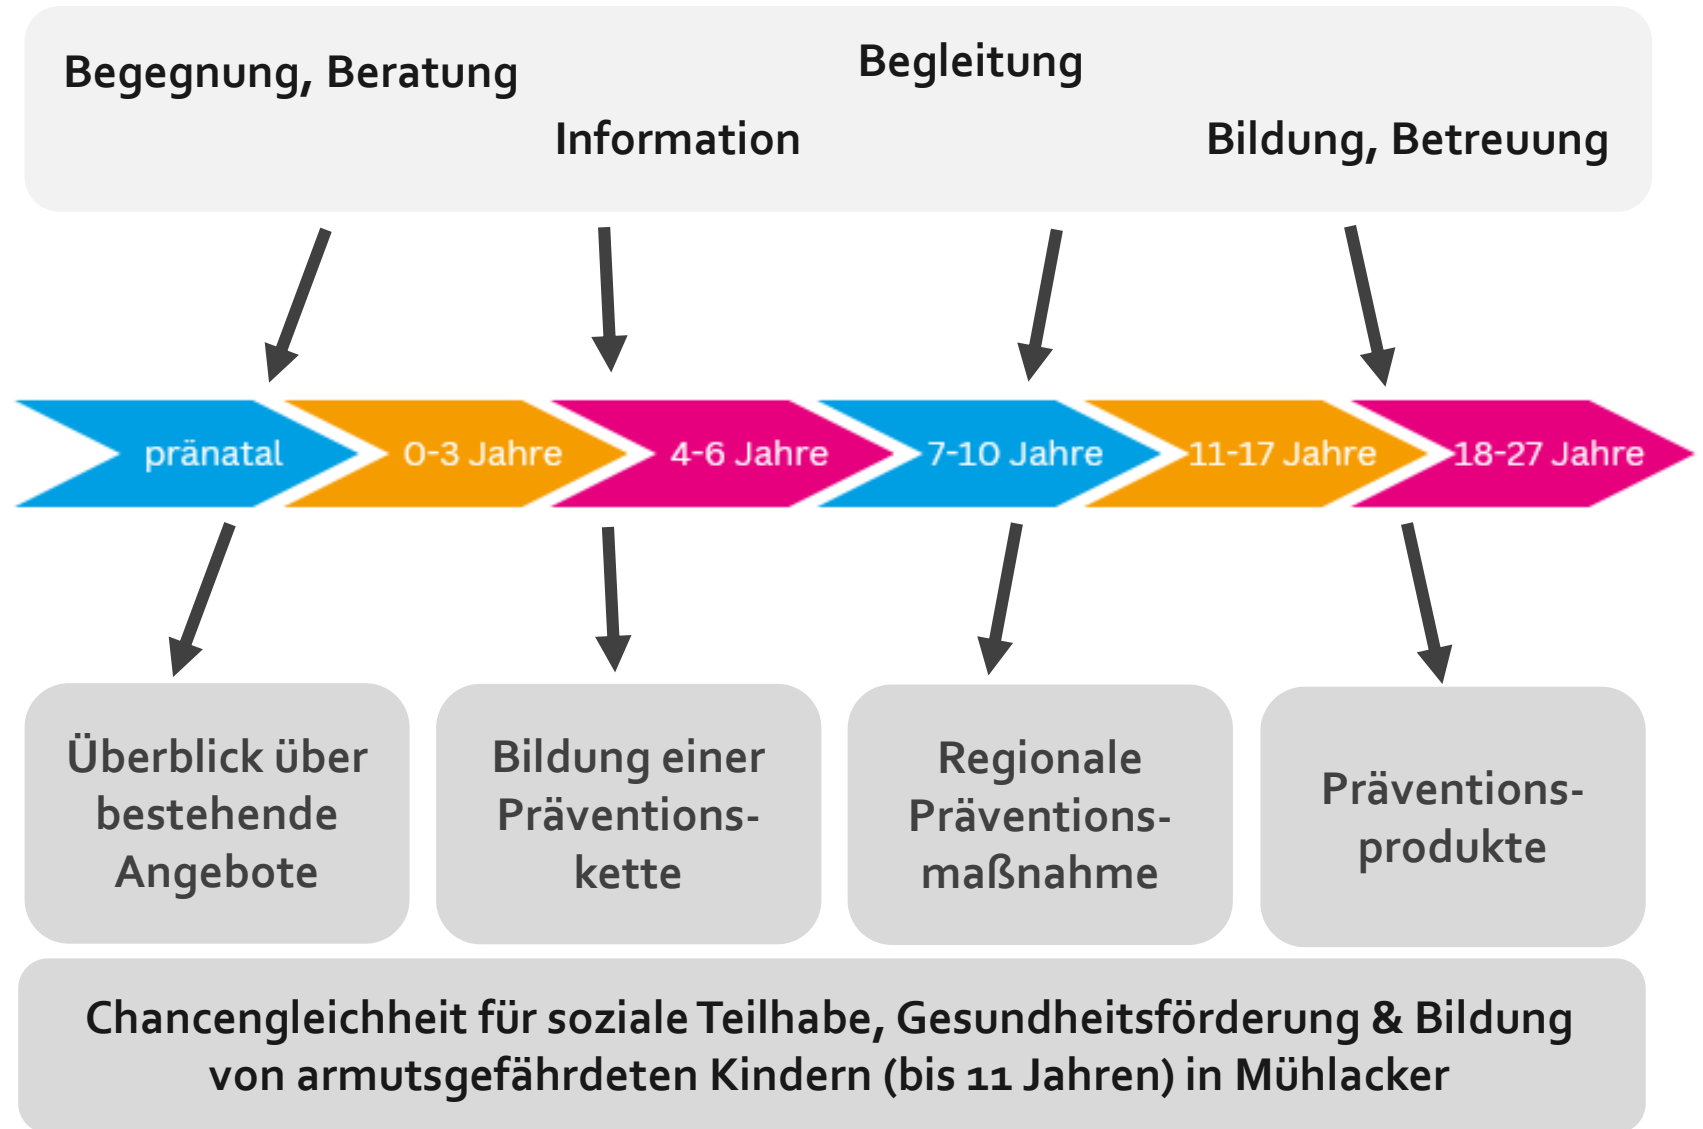 Begegnung, Beratung
Begleitung
Information
Bildung, Betreuung
pränatal
0-3 Jahre
4-6 Jahre
7-10 Jahre
11-17 Jahre
18-27 Jahre
Überblick über
bestehende
Angebote
Bildung einer
Präventions-
kette
Regionale
Präventions-
maßnahme
Präventions-
produkte
Chancengleichheit für soziale Teilhabe, Gesundheitsförderung & Bildung
von armutsgefährdeten Kindern (bis 11 Jahren) in Mühlacker